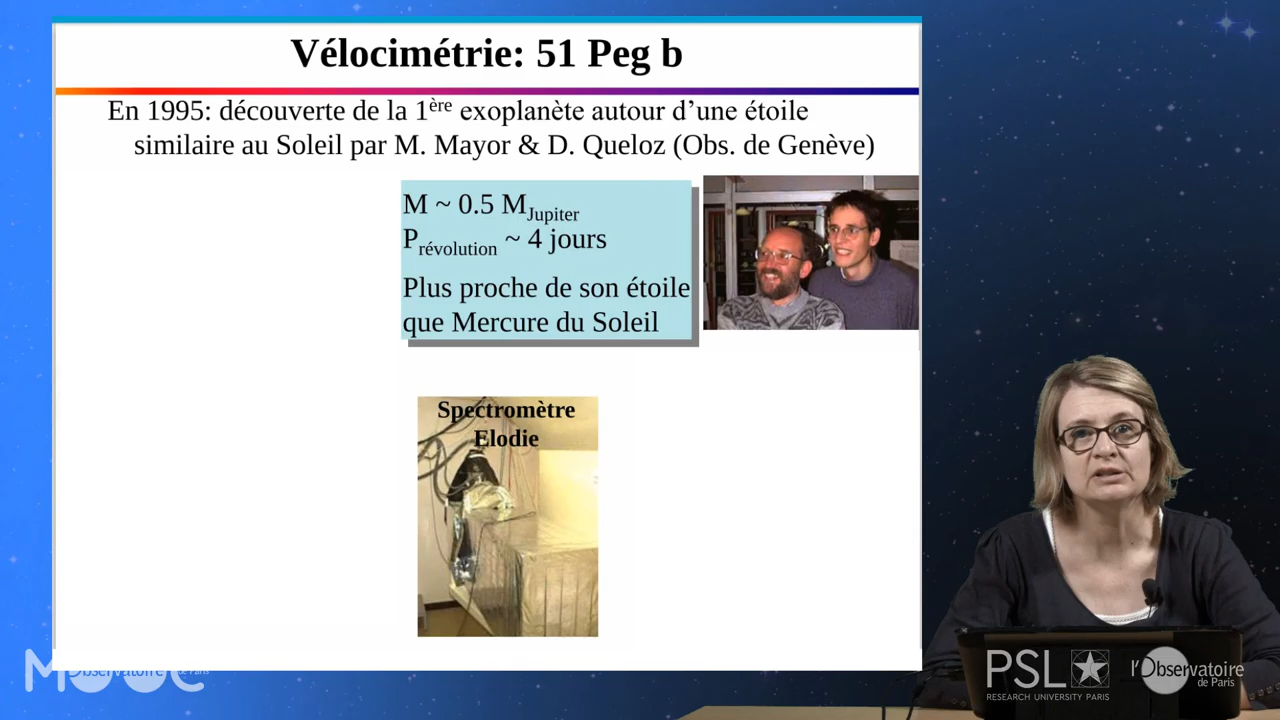 Vélocimétrie: 51 Peg b
En 1995: découverte de la 1ère exoplanète autour d’une étoile
similaire au Soleil par M. Mayor & D. Queloz (Obs. de Genève)
M ~ 0.5 MJupiter
Prévolution ~ 4 jours
Plus proche de son étoile
que Mercure du Soleil
Spectromètre
Elodie
MOOC
Observatoire de Paris
PSL
RESEARCH UNIVERSITY PARIS
l'Observatoire
de Paris